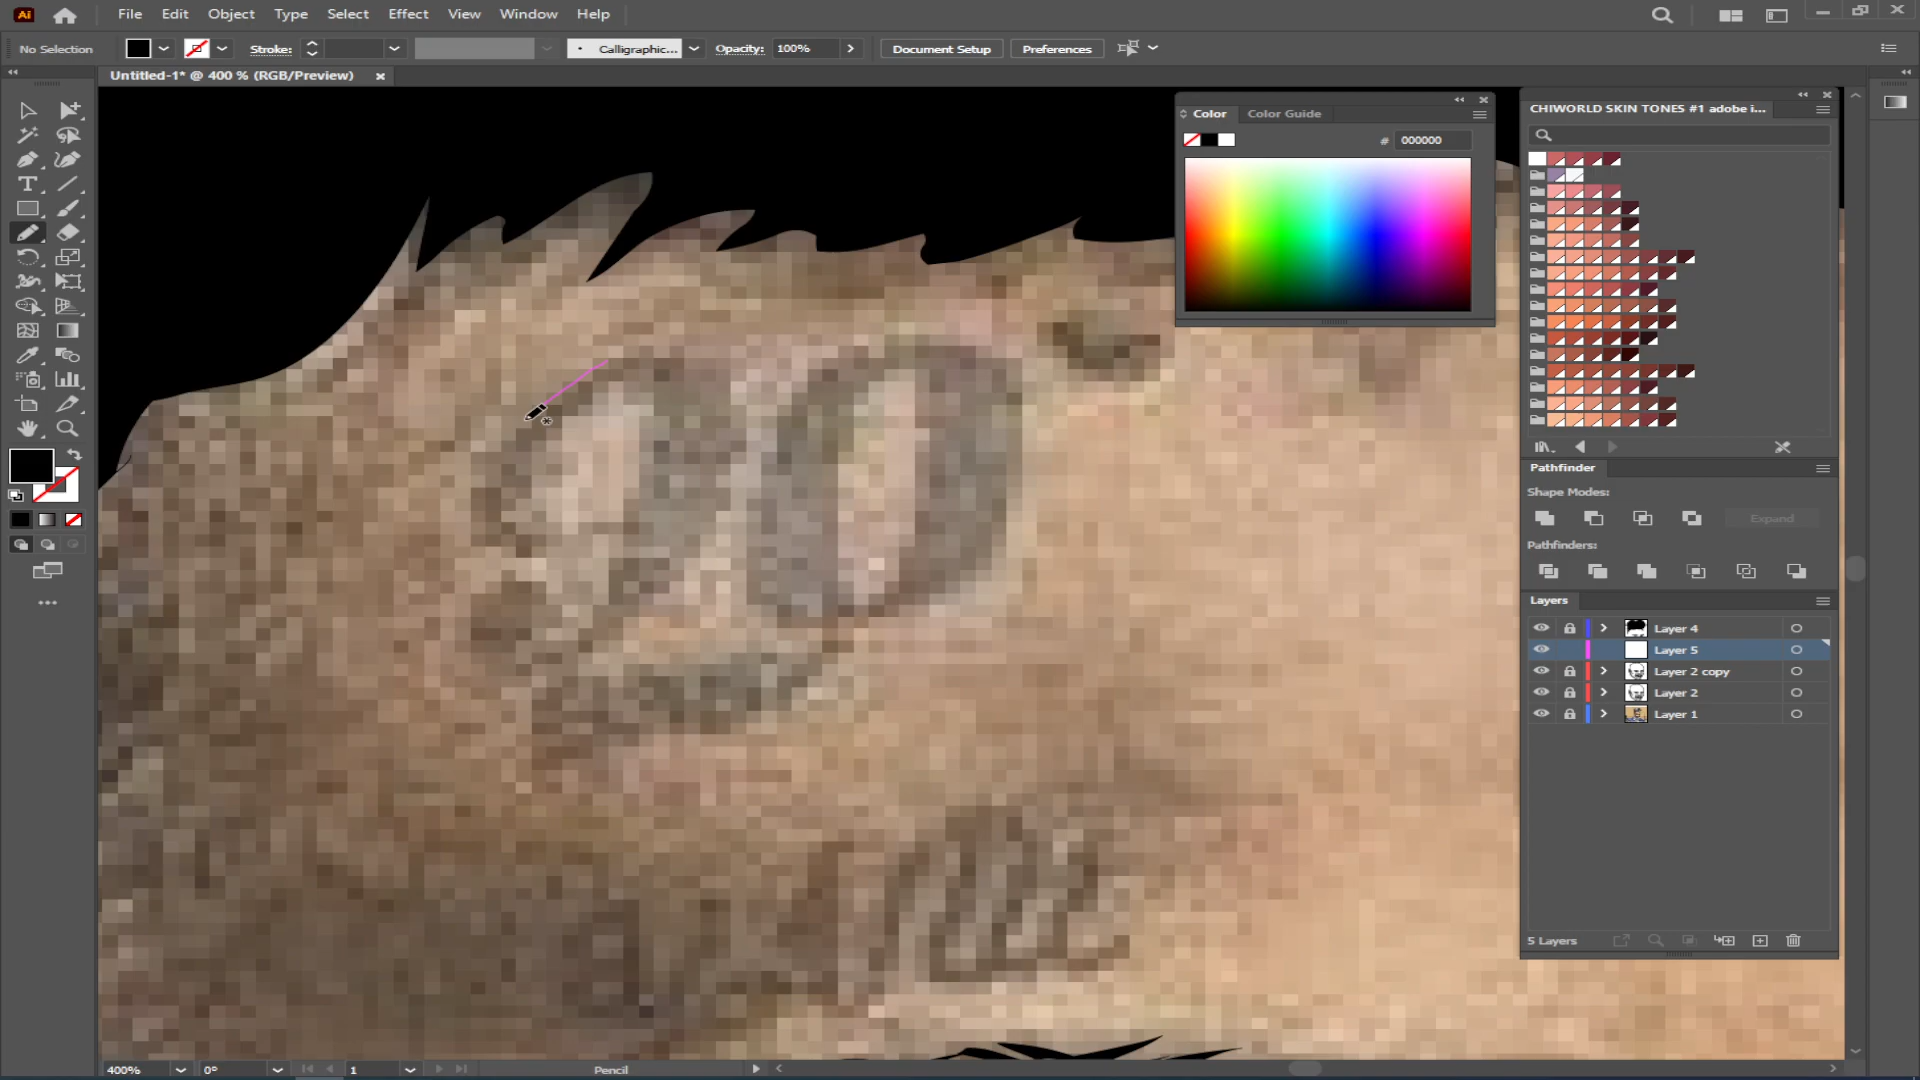 Ai File Edit Object Type Select Effect View Window Help
No Selection Stroke: Calligraphic... Opacity: 100% Document Setup Preferences
Untitled-1* @ 400 % (RGB/Preview)
Color Color Guide
# 000000
CHIWORLD SKIN TONES #1 adobe i...
Pathfinder
Shape Modes:
Expand
Pathfinders:
Layers
Layer 4
Layer 5
Layer 2 copy
Layer 2
Layer 1
5 Layers
400% 0° 1 Pencil